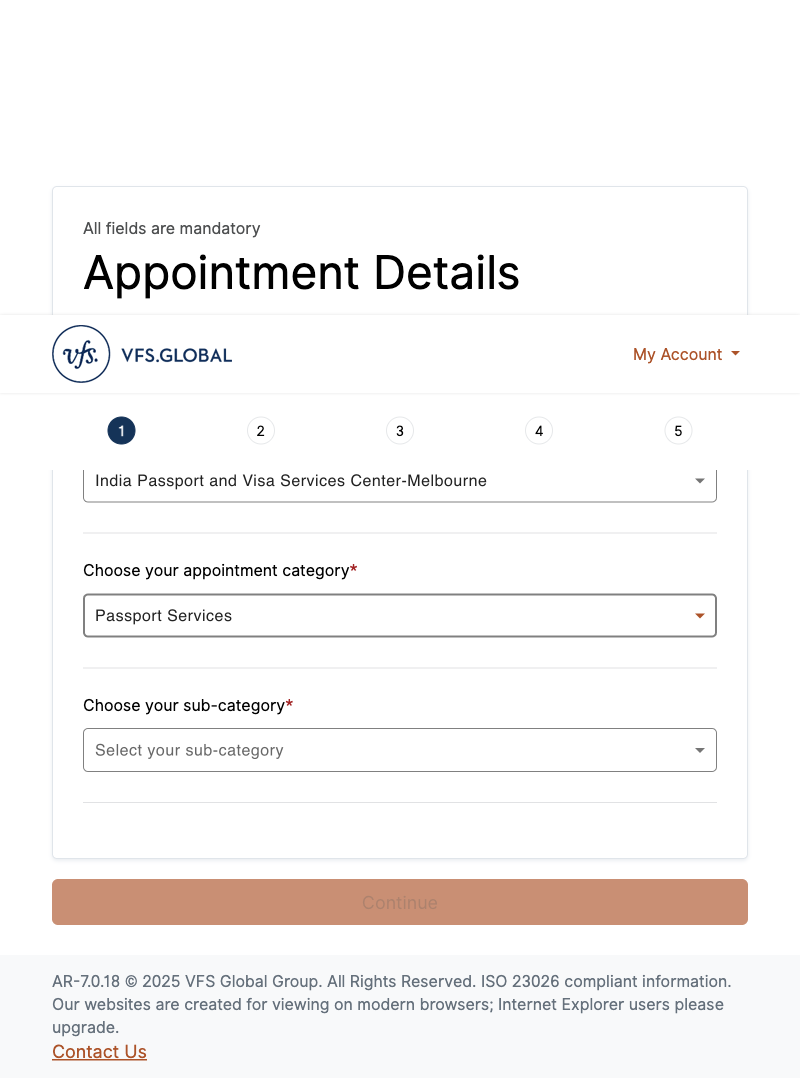 All fields are mandatory
Appointment Details
vfs. VFS.GLOBAL
My Account
1 2 3 4 5
India Passport and Visa Services Center-Melbourne
Choose your appointment category*
Passport Services
Choose your sub-category*
Select your sub-category
Continue
AR-7.0.18 © 2025 VFS Global Group. All Rights Reserved. ISO 23026 compliant information.
Our websites are created for viewing on modern browsers; Internet Explorer users please
upgrade.
Contact Us